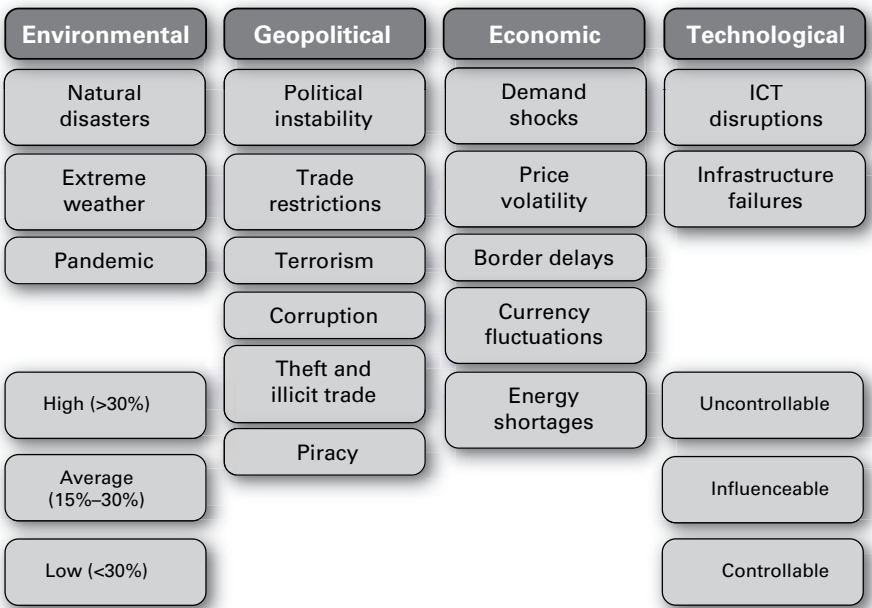 Environmental
Natural
disasters
Extreme
weather
Pandemic
Geopolitical
Political
instability
Trade
restrictions
Terrorism
Corruption
Theft and
illicit trade
Piracy
Economic
Demand
shocks
Price
volatility
Border delays
Currency
fluctuations
Energy
shortages
Technological
ICT
disruptions
Infrastructure
failures
High (>30%)
Average
(15%–30%)
Low (<30%)
Uncontrollable
Influenceable
Controllable